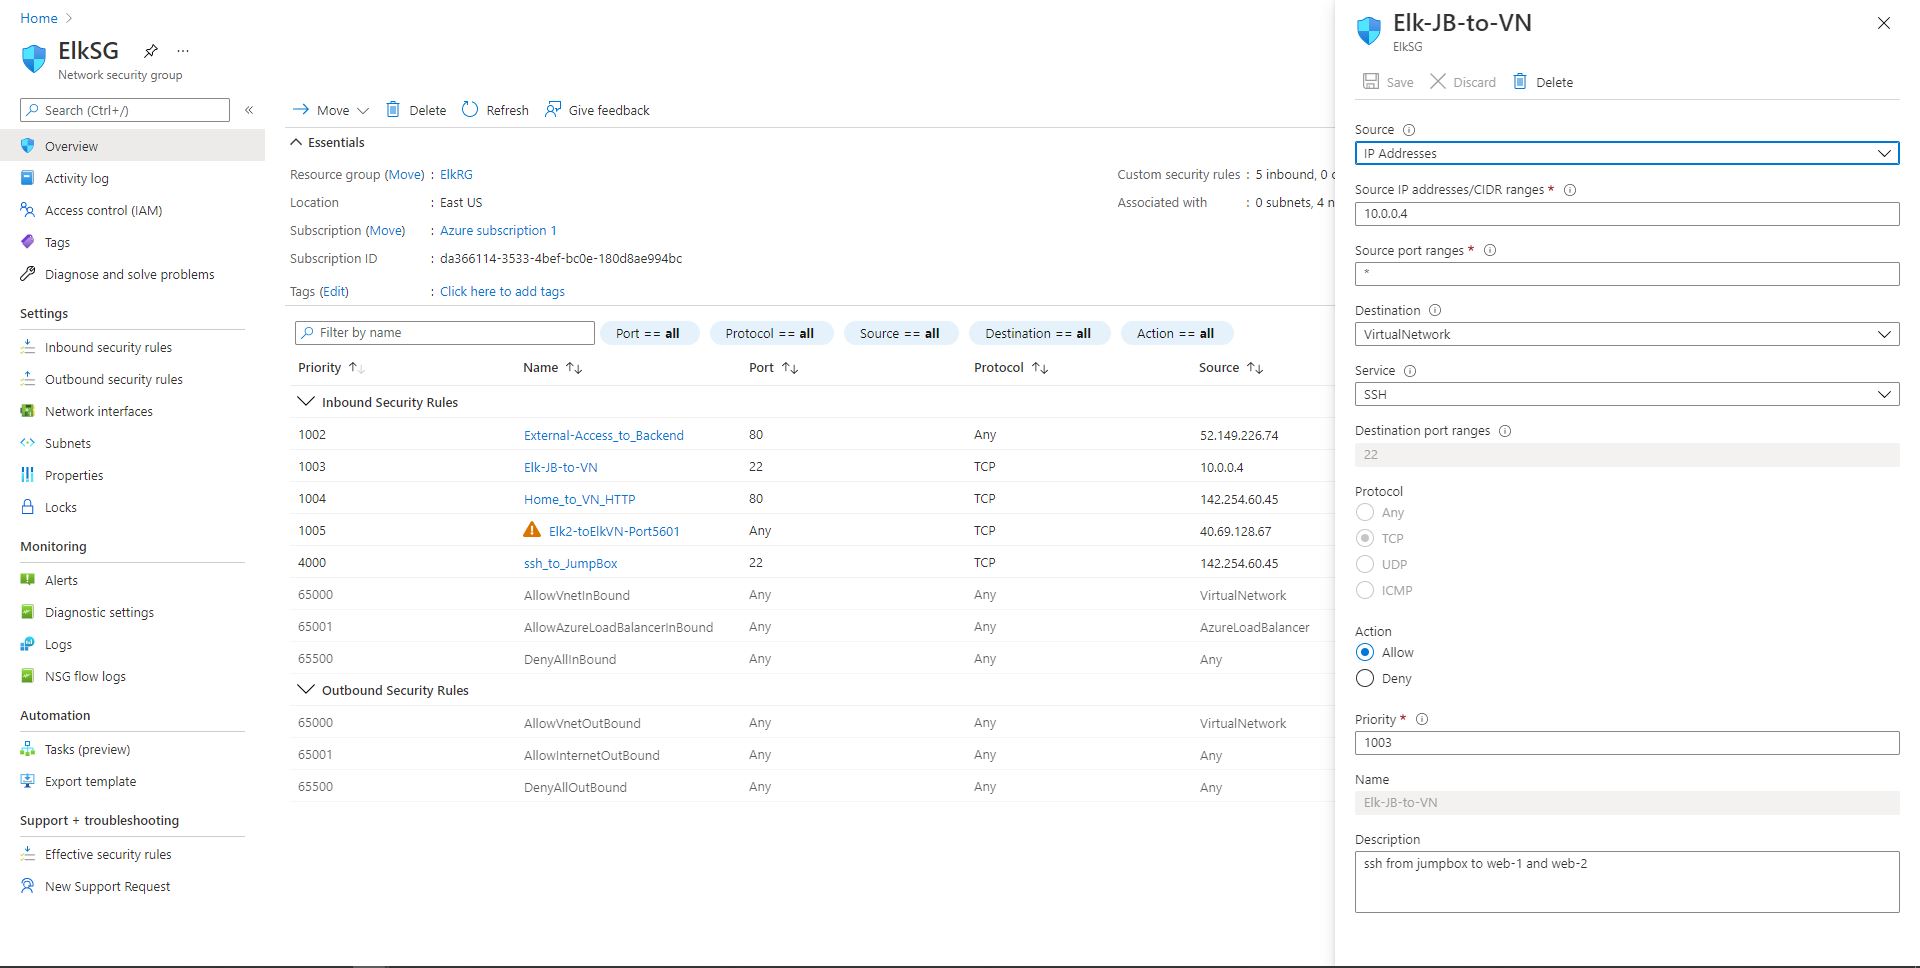 Home
ElkSG
Network security group
Search (Ctrl+/)
Overview
Activity log
Access control (IAM)
Tags
Diagnose and solve problems
Settings
Inbound security rules
Outbound security rules
Network interfaces
Subnets
Properties
Locks
Monitoring
Alerts
Diagnostic settings
Logs
NSG flow logs
Automation
Tasks (preview)
Export template
Support + troubleshooting
Effective security rules
New Support Request
Move Delete Refresh Give feedback
Essentials
Resource group (Move) : ElkRG
Location : East US
Subscription (Move) : Azure subscription 1
Subscription ID : da366114-3533-4bef-bc0e-180d8ae994bc
Tags (Edit) : Click here to add tags
Custom security rules : 5 inbound, 0
Associated with : 0 subnets, 4
Filter by name Port == all Protocol == all Source == all Destination == all Action == all
Priority Name Port Protocol Source
Inbound Security Rules
1002 External-Access_to_Backend 80 Any 52.149.226.74
1003 Elk-JB-to-VN 22 TCP 10.0.0.4
1004 Home_to_VN_HTTP 80 TCP 142.254.60.45
1005 Elk2-toElkVN-Port5601 Any TCP 40.69.128.67
4000 ssh_to_JumpBox 22 TCP 142.254.60.45
65000 AllowVnetInBound Any Any VirtualNetwork
65001 AllowAzureLoadBalancerInBound Any Any AzureLoadBalancer
65500 DenyAllInBound Any Any Any
Outbound Security Rules
65000 AllowVnetOutBound Any Any VirtualNetwork
65001 AllowInternetOutBound Any Any Any
65500 DenyAllOutBound Any Any Any
Elk-JB-to-VN
ElkSG
Save Discard Delete
Source
IP Addresses
Source IP addresses/CIDR ranges *
10.0.0.4
Source port ranges *
*
Destination
VirtualNetwork
Service
SSH
Destination port ranges
22
Protocol
Any
TCP
UDP
ICMP
Action
Allow
Deny
Priority *
1003
Name
Elk-JB-to-VN
Description
ssh from jumpbox to web-1 and web-2